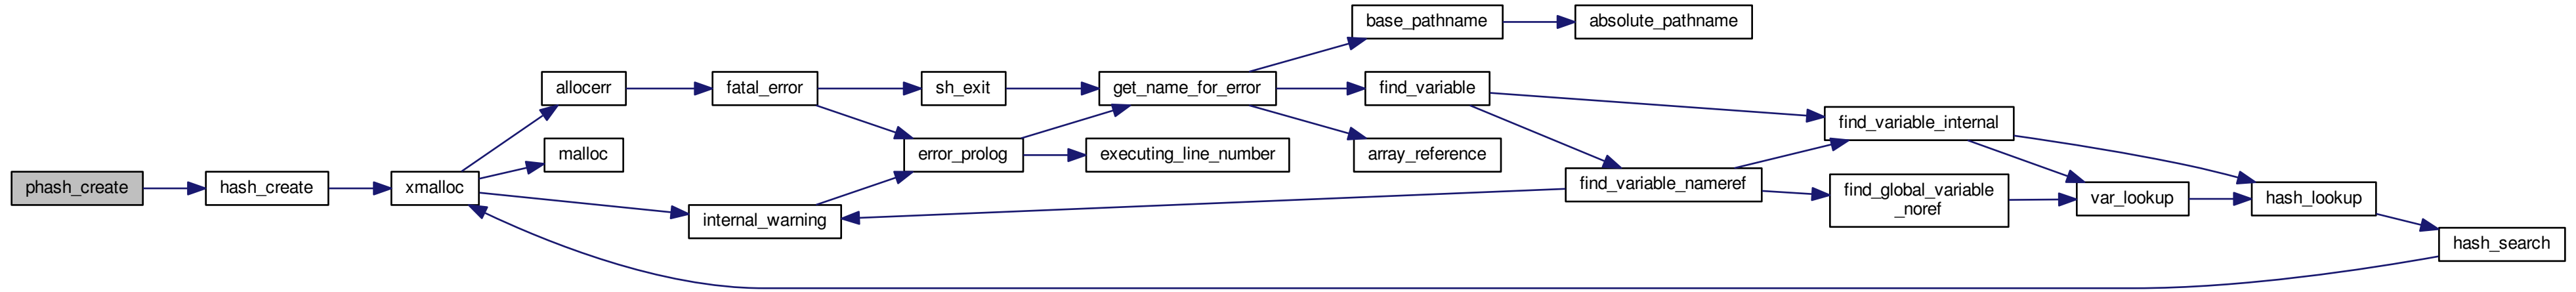 base_pathname
absolute_pathname
allocerr
fatal_error
sh_exit
get_name_for_error
find_variable
find_variable_internal
malloc
error_prolog
executing_line_number
array_reference
phash_create
hash_create
xmalloc
find_variable_nameref
find_global_variable
_noref
var_lookup
hash_lookup
internal_warning
hash_search